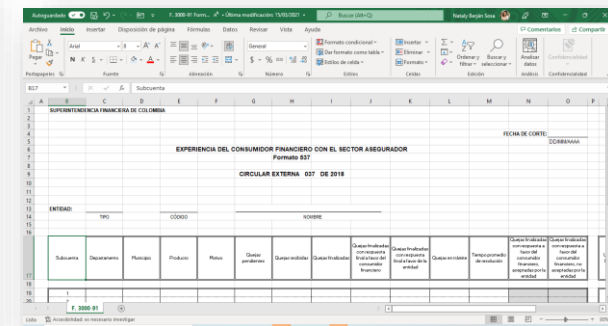 Autoguardado
F. 3000-91 Form... • Última modificación: 15/03/2021
Buscar (Alt+Q)
Nataly Bejan Sosa
Archivo Inicio Insertar Disposición de página Fórmulas Datos Revisar Vista Ayuda
Comentarios Compartir
Pegar
Arial 8
General
Formato condicional
Dar formato como tabla
Estilos de celda
Insertar
Eliminar
Formato
Ordenar y filtrar
Buscar y seleccionar
Analizar datos
Confidencialidad
Portapapeles Fuente Alineación Número Estilos Celdas Edición Análisis Confidencialidad
B17 Subcuenta
A B C D E F G H I J K L M N O P
SUPERINTENDENCIA FINANCIERA DE COLOMBIA
FECHA DE CORTE:
DD/MM/AAAA
EXPERIENCIA DEL CONSUMIDOR FINANCIERO CON EL SECTOR ASEGURADOR
Formato 537
CIRCULAR EXTERNA 037 DE 2018
ENTIDAD:
TIPO CÓDIGO NOMBRE
Subcuenta
Departamento
Municipio
Producto
Motivo
Quejas pendientes
Quejas recibidas
Quejas finalizadas
Quejas finalizadas con respuesta final a favor del consumidor financiero
Quejas finalizadas con respuesta final a favor de la entidad
Quejas en trámite
Tiempo promedio de resolución
Quejas finalizadas con respuesta a favor del consumidor financiero, aceptadas por la entidad
Quejas finalizadas con respuesta a favor del consumidor financiero, no aceptadas por la entidad
1
F. 3000-91
Listo Accesibilidad: es necesario investigar